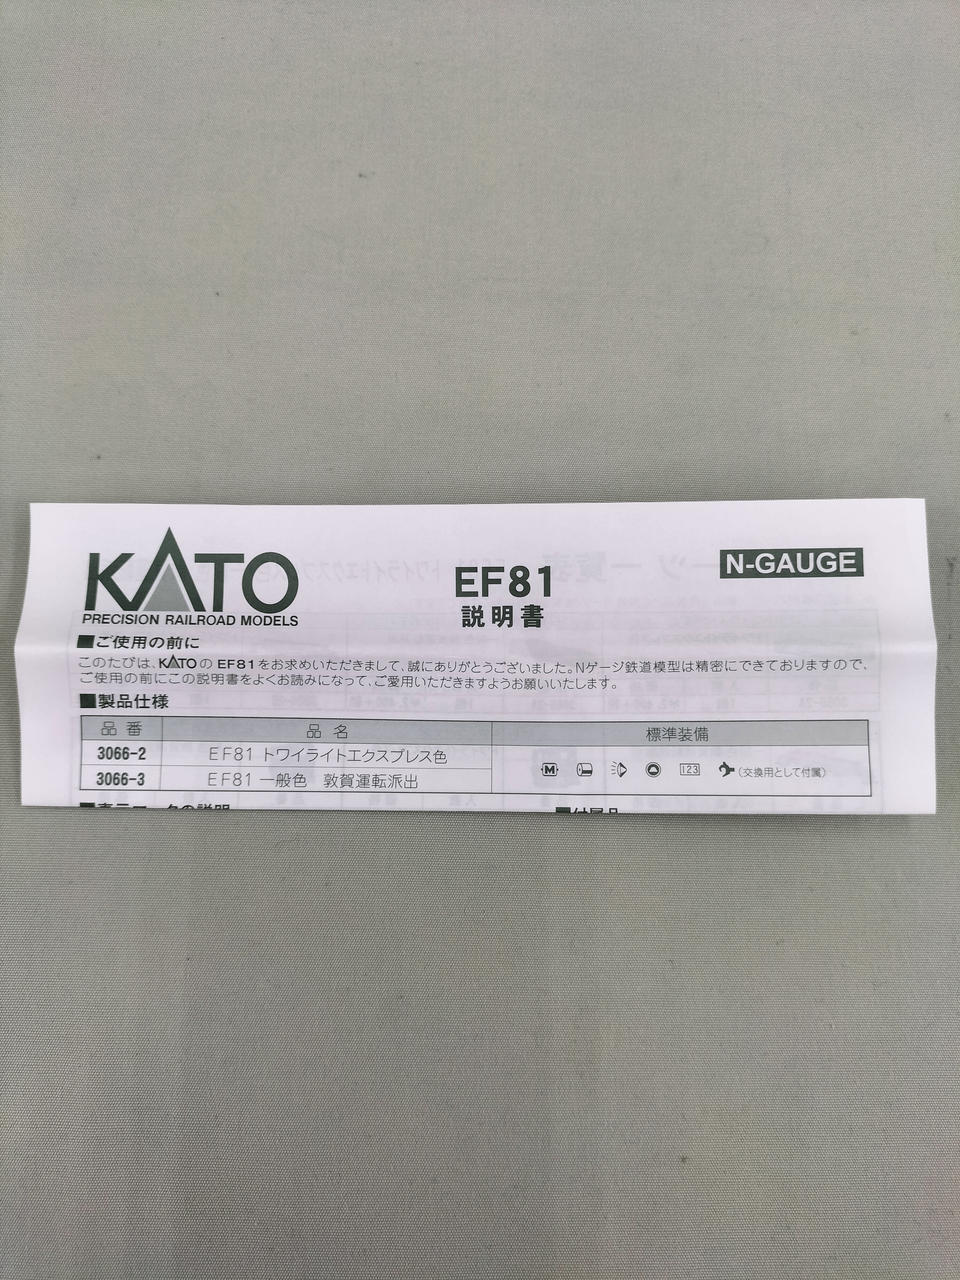 KATO
PRECISION RAILROAD MODELS
EF81
説明書
N-GAUGE
■ご使用の前に
このたびは、KATOのEF81をお求めいただきまして、誠にありがとうございました。Nゲージ鉄道模型は精密にできておりますので、
ご使用の前にこの説明書をよくお読みになって、ご愛用いただきますようお願いいたします。
■製品仕様
品番 品名 標準装備
3066-2 EF81 トワイライトエクスプレス色
3066-3 EF81 一般色 敦賀運転派出
M 123 (交換用として付属)